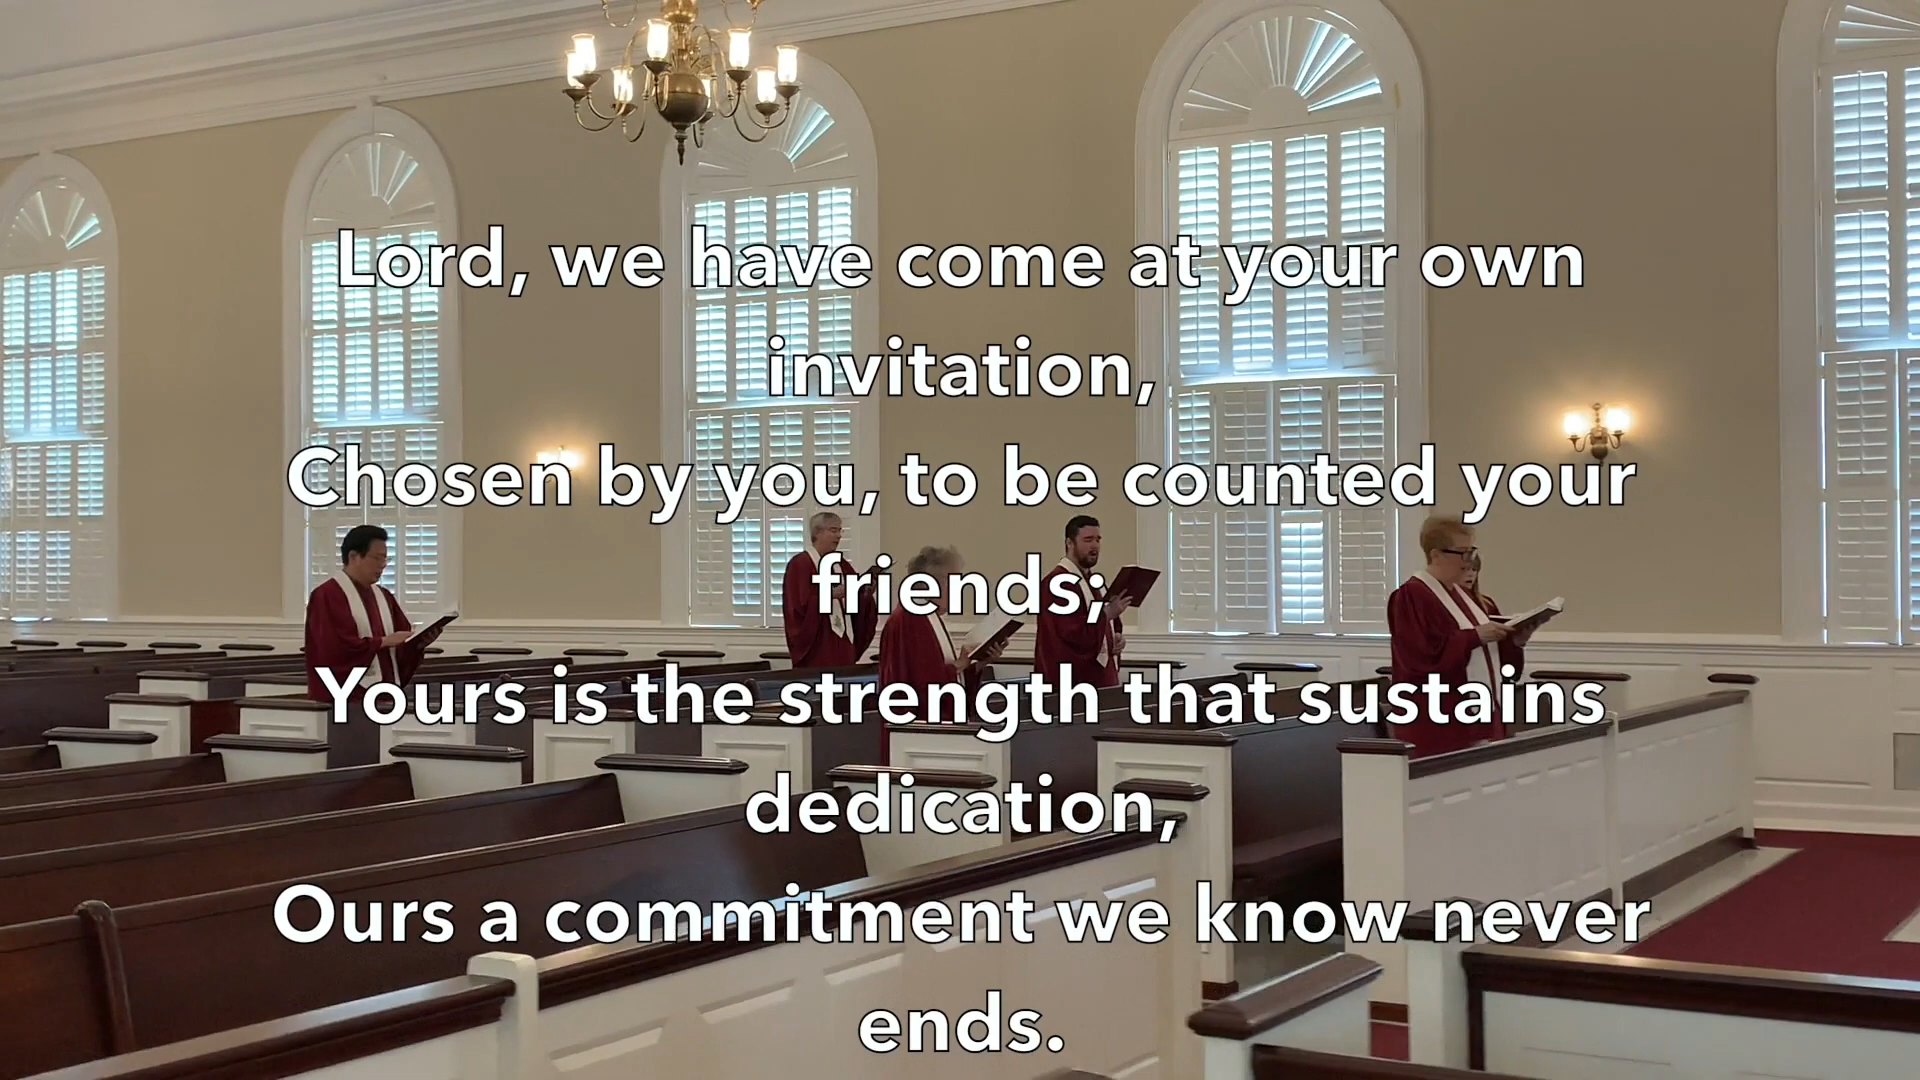 Lord, we have come at your own
invitation,
Chosen by you, to be counted your
friends;
Yours is the strength that sustains
dedication,
Ours a commitment we know never
ends.